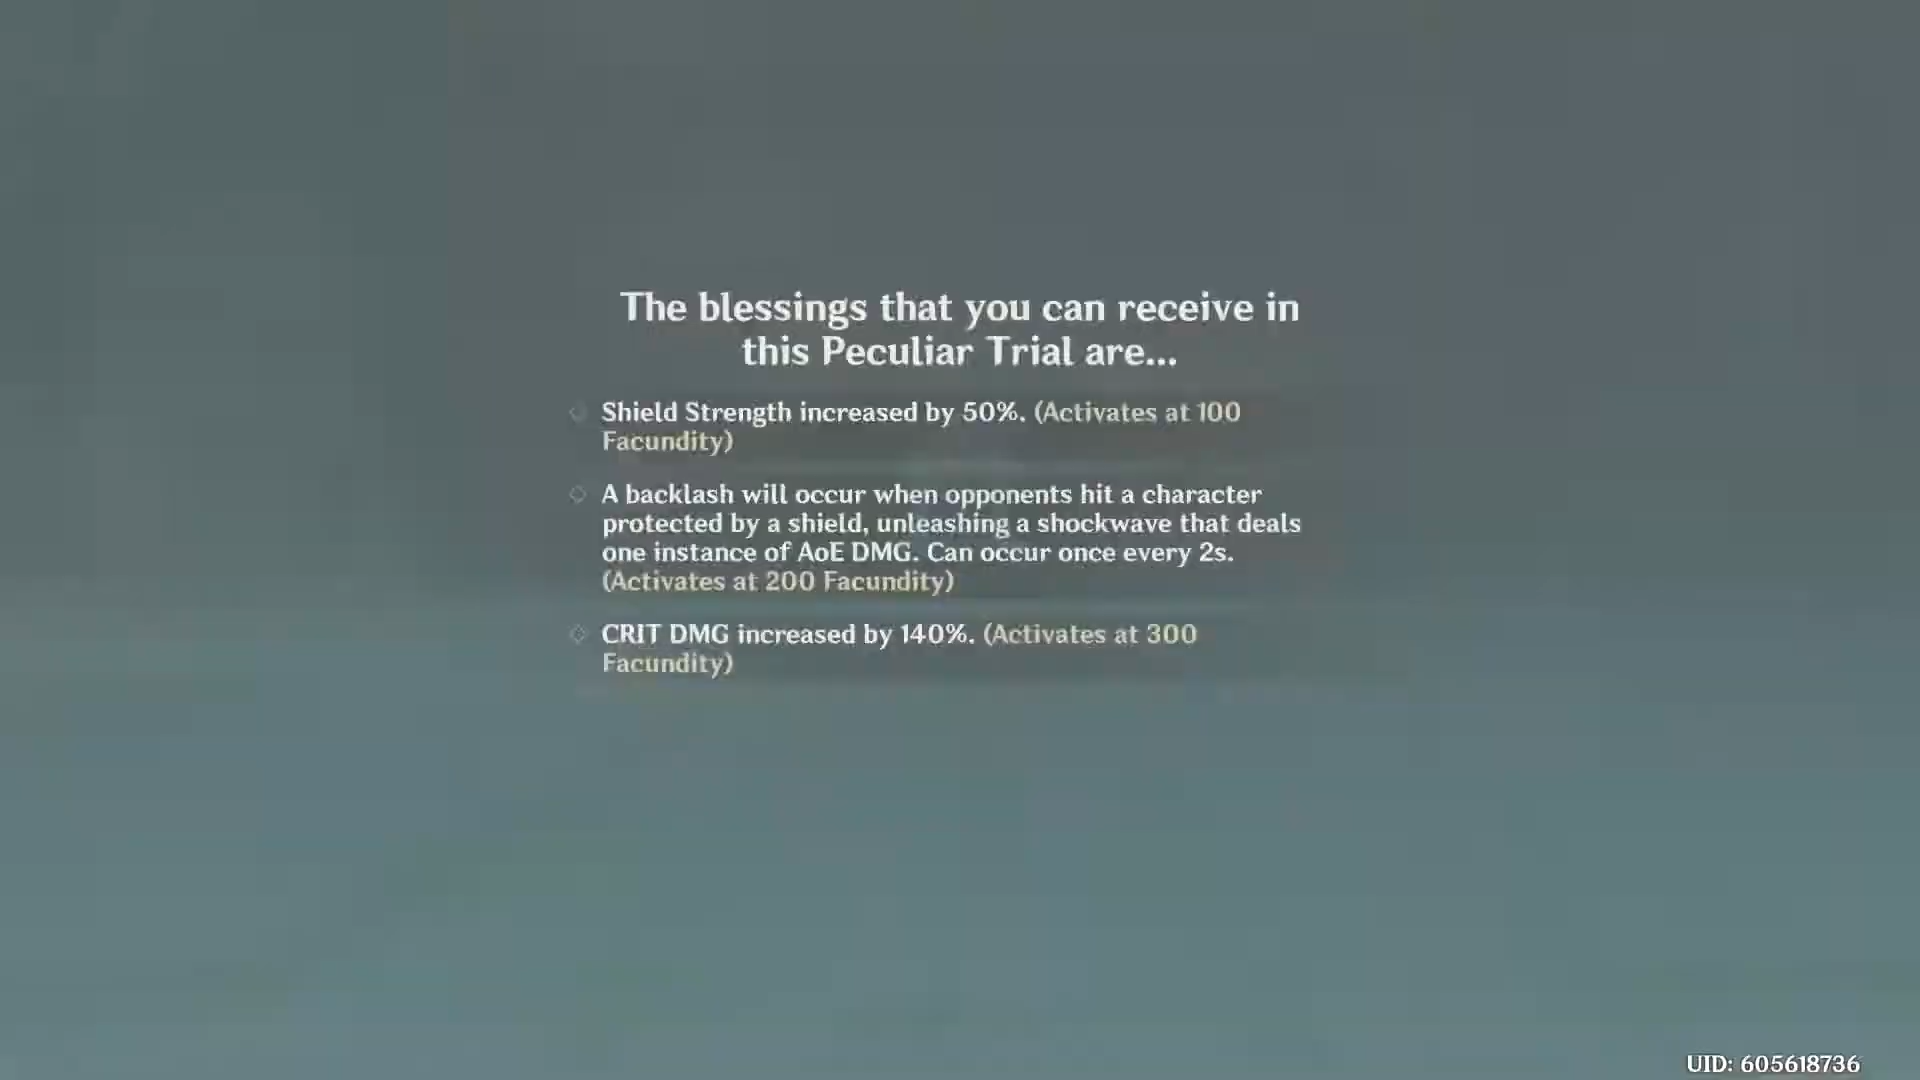 The blessings that you can receive in
this Peculiar Trial are...
Shield Strength increased by 50%. (Activates at 100
Facundity)
A backlash will occur when opponents hit a character
protected by a shield, unleashing a shockwave that deals
one instance of AoE DMG. Can occur once every 2s.
(Activates at 200 Facundity)
CRIT DMG increased by 140%. (Activates at 300
Facundity)
UID: 605618736